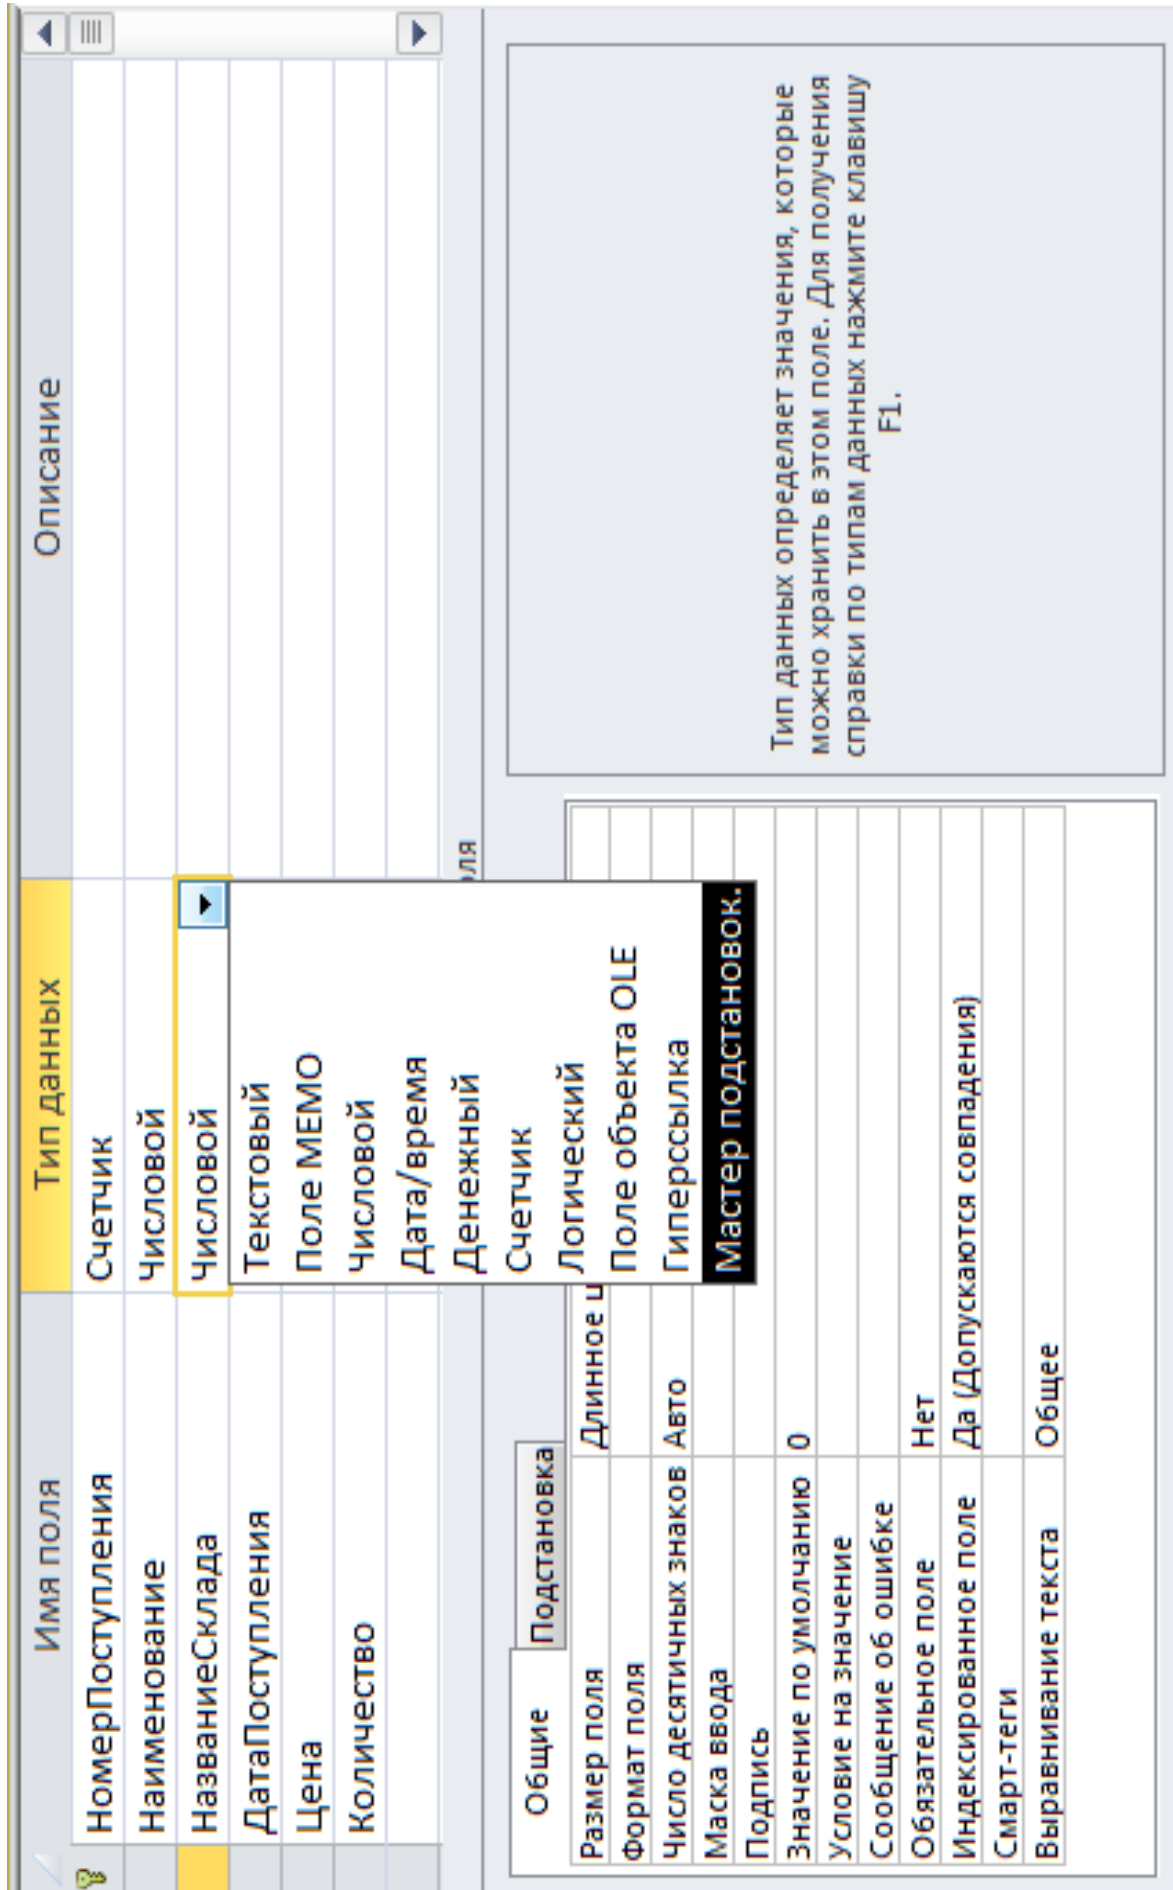 Имя поля
Тип данных
Описание
НомерПоступления
Счетчик
Наименование
Числовой
НазваниеСклада
Числовой
ДатаПоступления
Цена
Количество
Текстовый
Поле МЕМО
Числовой
Дата/время
Денежный
Счетчик
Логический
Поле объекта OLE
Гиперссылка
Мастер подстановок.
Общие
Подстановка
Размер поля
Длинное ц
Формат поля
Число десятичных знаков
Авто
Маска ввода
Подпись
Значение по умолчанию
0
Условие на значение
Сообщение об ошибке
Обязательное поле
Нет
Индексированное поле
Да (Допускаются совпадения)
Смарт-теги
Выравнивание текста
Общее
Тип данных определяет значения, которые
можно хранить в этом поле. Для получения
справки по типам данных нажмите клавишу
F1.